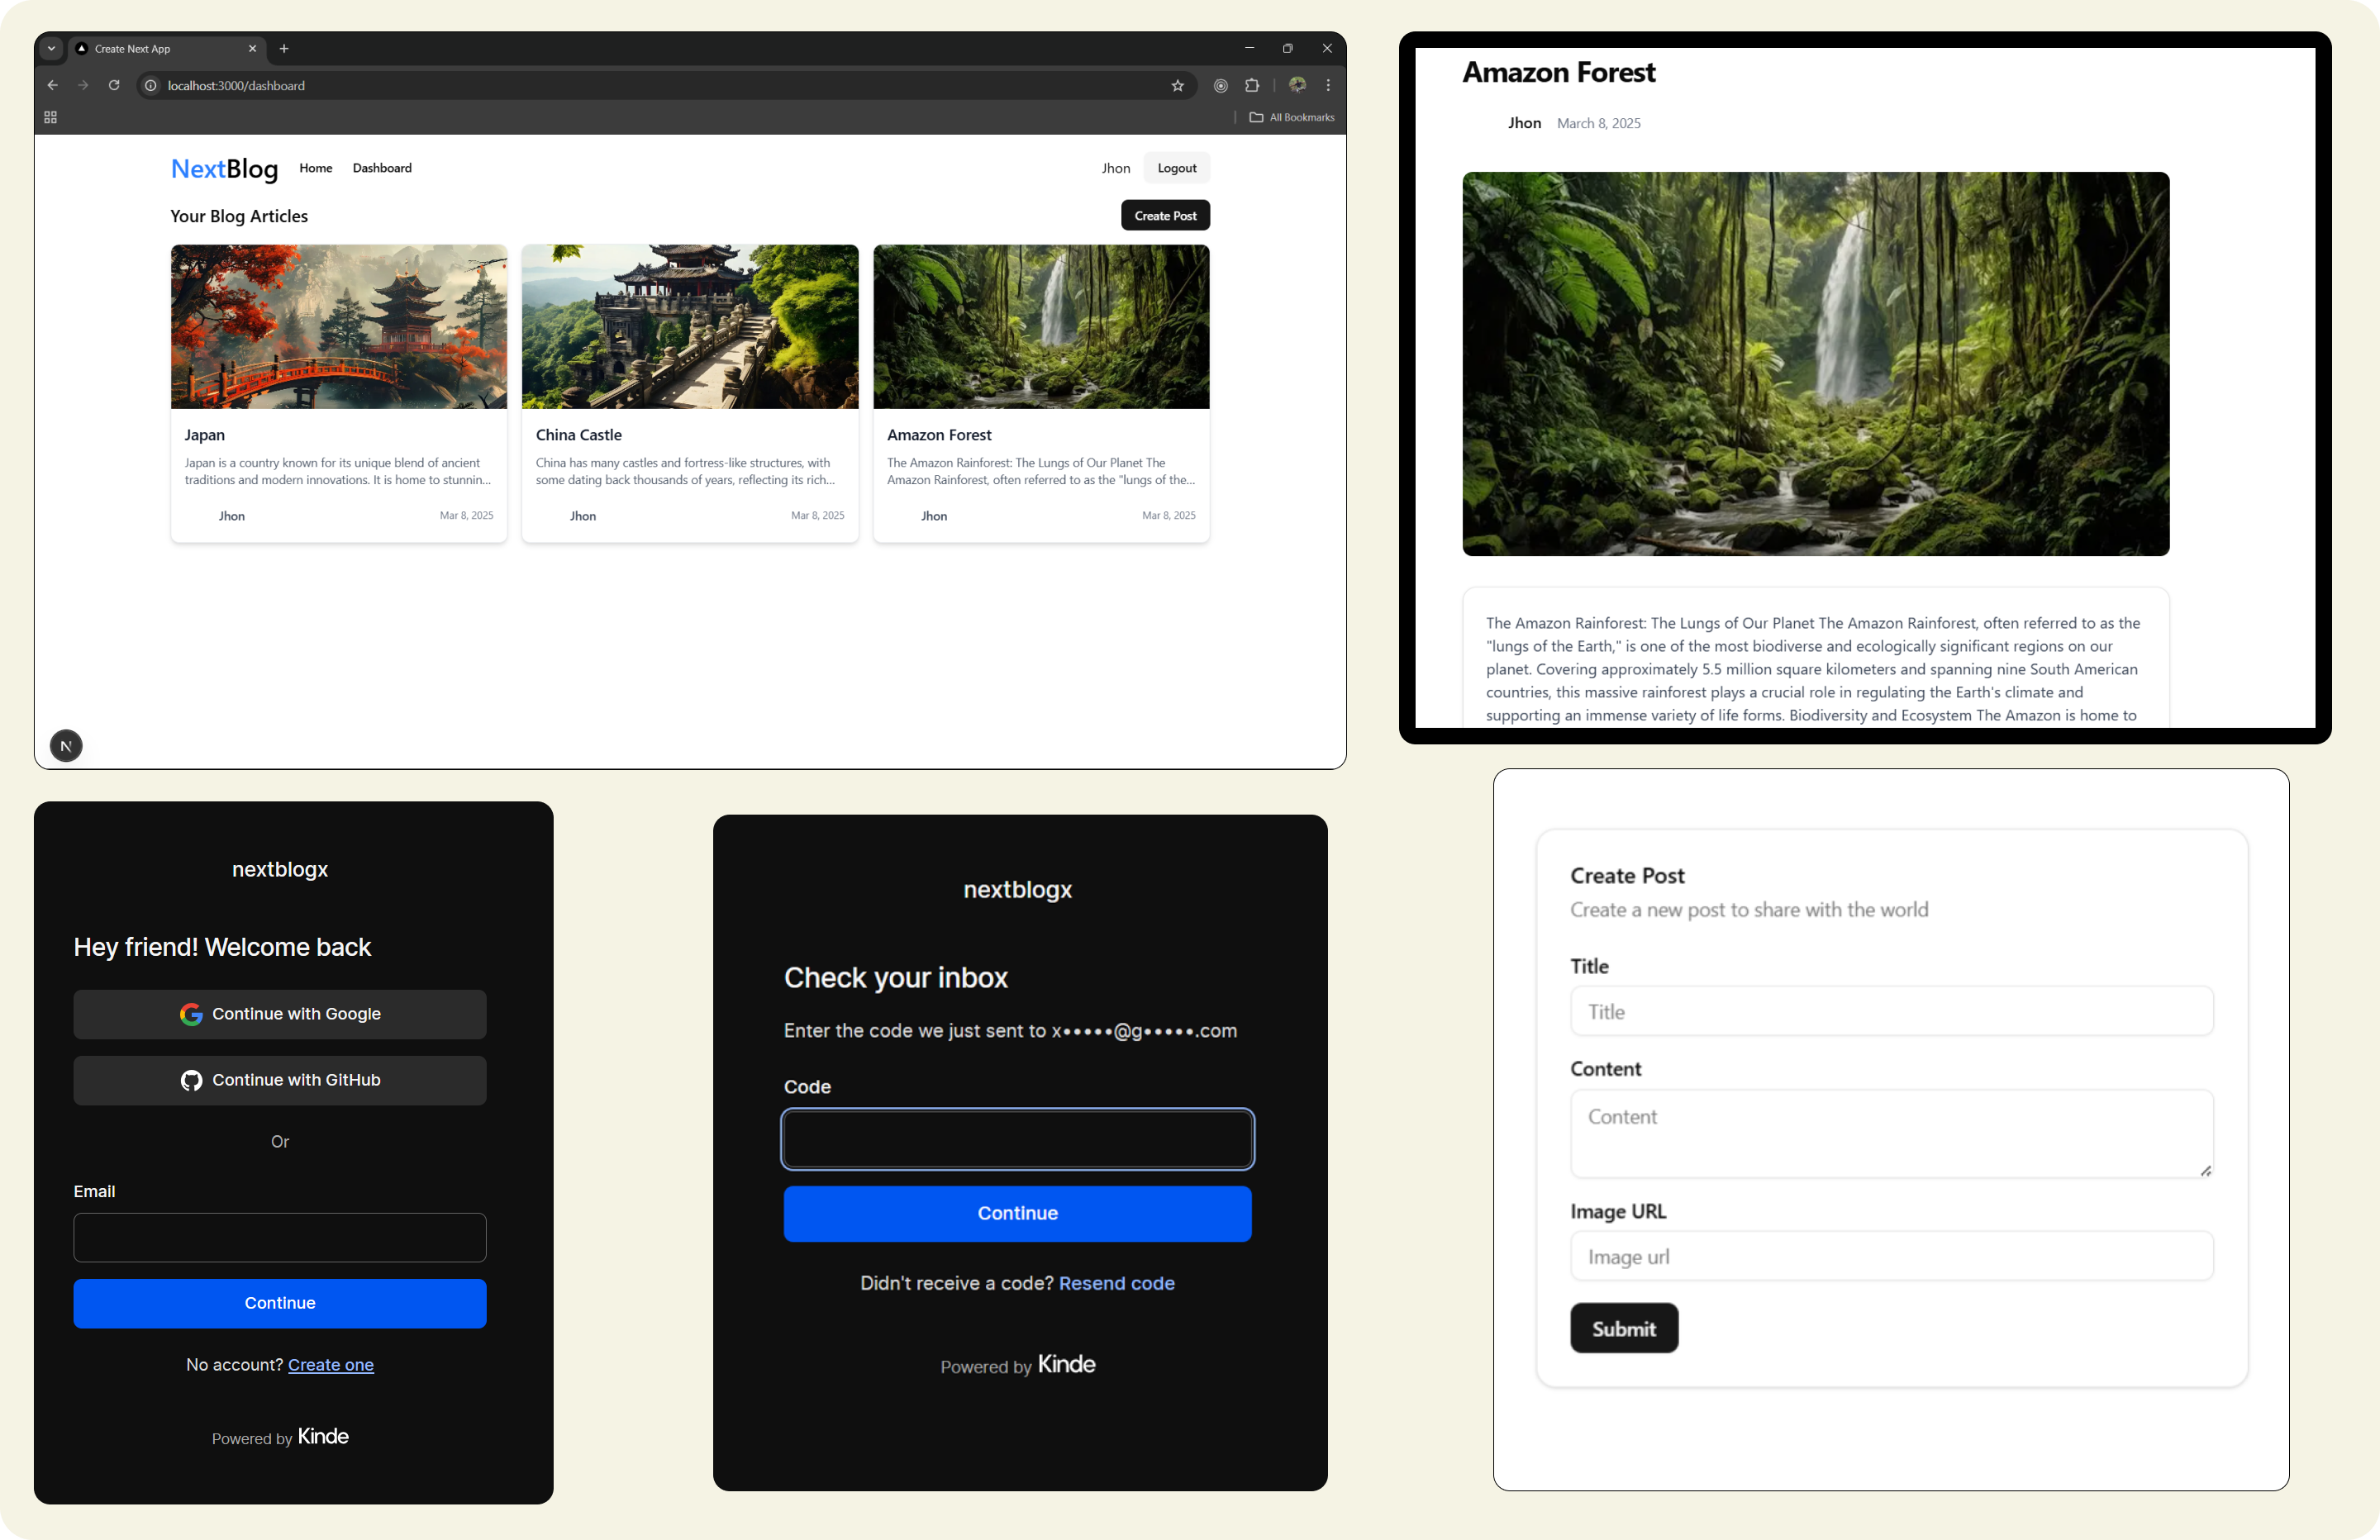 Create Next App
localhost:3000/dashboard
All Bookmarks
NextBlog
Home
Dashboard
Jhon
Logout
Your Blog Articles
Create Post
Japan
Japan is a country known for its unique blend of ancient
traditions and modern innovations. It is home to stunnin...
Jhon
Mar 8, 2025
China Castle
China has many castles and fortress-like structures, with
some dating back thousands of years, reflecting its rich...
Jhon
Mar 8, 2025
Amazon Forest
The Amazon Rainforest: The Lungs of Our Planet The
Amazon Rainforest, often referred to as the "lungs of the...
Jhon
Mar 8, 2025
N
Amazon Forest
Jhon
March 8, 2025
The Amazon Rainforest: The Lungs of Our Planet The Amazon Rainforest, often referred to as the
"lungs of the Earth," is one of the most biodiverse and ecologically significant regions on our
planet. Covering approximately 5.5 million square kilometers and spanning nine South American
countries, this massive rainforest plays a crucial role in regulating the Earth's climate and
supporting an immense variety of life forms. Biodiversity and Ecosystem The Amazon is home to
nextblogx
Hey friend! Welcome back
Continue with Google
Continue with GitHub
Or
Email
Continue
No account? Create one
Powered by Kinde
nextblogx
Check your inbox
Enter the code we just sent to x•••••@g•••••.com
Code
Continue
Didn't receive a code? Resend code
Powered by Kinde
Create Post
Create a new post to share with the world
Title
Title
Content
Content
Image URL
Image url
Submit